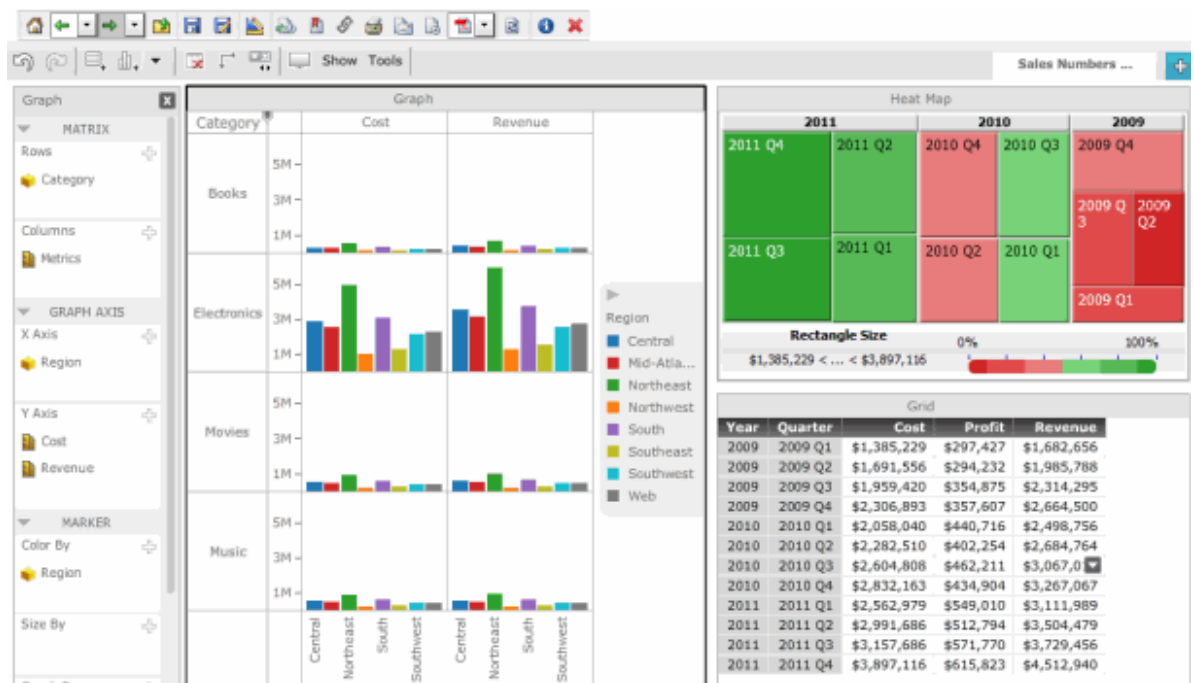 Show Tools
Sales Numbers ...
Graph
MATRIX
Rows
Category
Columns
Metrics
GRAPH AXIS
X Axis
Region
Y Axis
Cost
Revenue
MARKER
Color By
Region
Size By
Graph
Category
Cost
Revenue
Books
5M
3M
1M
Electronics
5M
3M
1M
Movies
5M
3M
1M
Music
5M
3M
1M
Central
Northeast
South
Southwest
Central
Northeast
South
Southwest
Region
Central
Mid-Atla...
Northeast
Northwest
South
Southeast
Southwest
Web
Heat Map
2011 2010 2009
2011 Q4
2011 Q2
2010 Q4
2010 Q3
2009 Q4
2009 Q
3
2009
Q2
2011 Q3
2011 Q1
2010 Q2
2010 Q1
2009 Q1
Rectangle Size
0% 100%
$1,385,229 < ... < $3,897,116
Grid
Year Quarter Cost Profit Revenue
2009 2009 Q1 $1,385,229 $297,427 $1,682,656
2009 2009 Q2 $1,691,556 $294,232 $1,985,788
2009 2009 Q3 $1,959,420 $354,875 $2,314,295
2009 2009 Q4 $2,306,893 $357,607 $2,664,500
2010 2010 Q1 $2,058,040 $440,716 $2,498,756
2010 2010 Q2 $2,282,510 $402,254 $2,684,764
2010 2010 Q3 $2,604,808 $462,211
2010 2010 Q4 $2,832,163 $434,904 $3,267,067
2011 2011 Q1 $2,562,979 $549,010 $3,111,989
2011 2011 Q2 $2,991,686 $512,794 $3,504,479
2011 2011 Q3 $3,157,686 $571,770 $3,729,456
2011 2011 Q4 $3,897,116 $615,823 $4,512,940